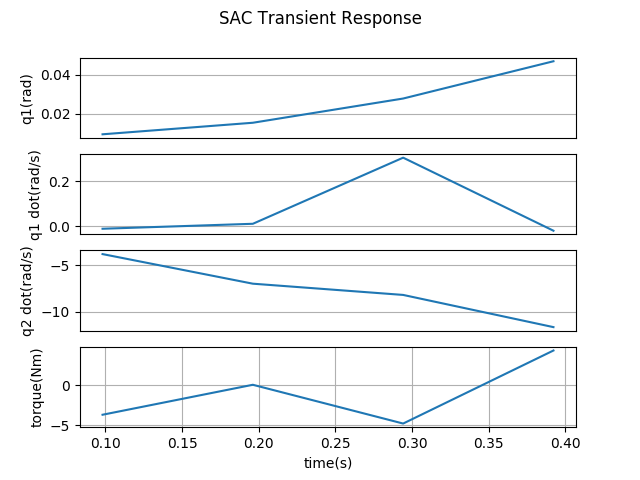 SAC Transient Response
q1(rad)
0.04
0.02
q1 dot(rad/s)
0.2
0.0
q2 dot(rad/s)
−5
−10
torque(Nm)
0
−5
0.10 0.15 0.20 0.25 0.30 0.35 0.40
time(s)